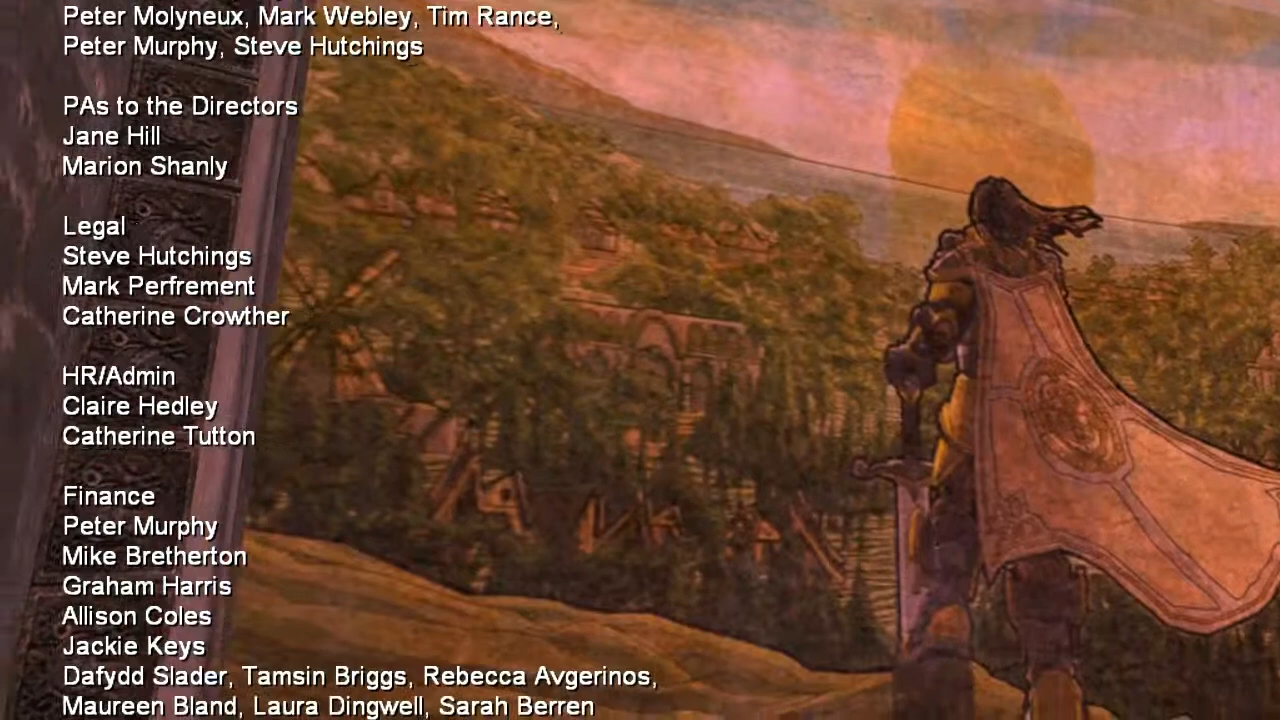 Peter Molyneux, Mark Webley, Tim Rance,
Peter Murphy, Steve Hutchings
PAs to the Directors
Jane Hill
Marion Shanly
Legal
Steve Hutchings
Mark Perfrement
Catherine Crowther
HR/Admin
Claire Hedley
Catherine Tutton
Finance
Peter Murphy
Mike Bretherton
Graham Harris
Allison Coles
Jackie Keys
Dafydd Slader, Tamsin Briggs, Rebecca Avgerinos,
Maureen Bland, Laura Dingwell, Sarah Berren